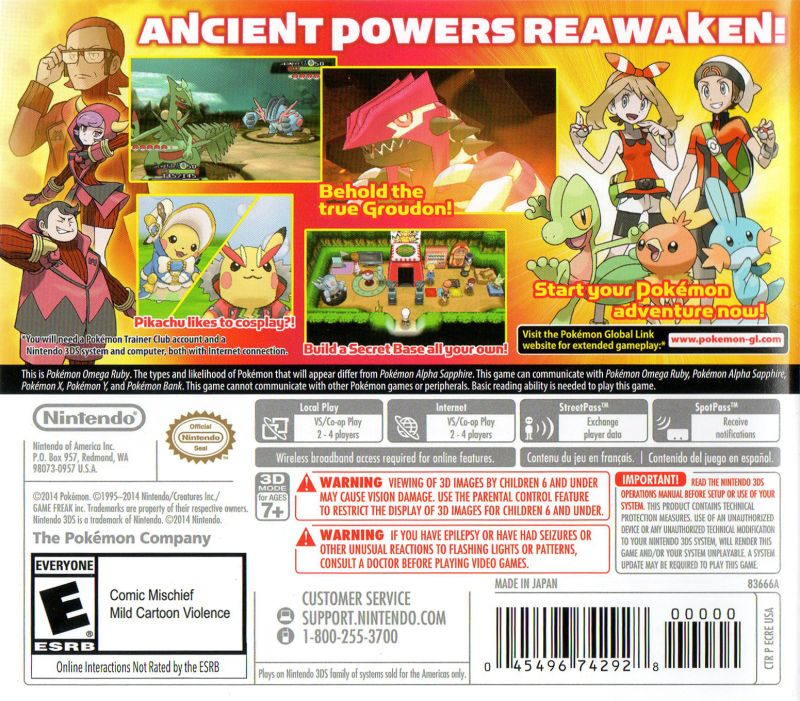 ANCIENT POWERS REAWAKEN!
Behold the
true Groudon!
Pikachu likes to cosplay?!
Build a Secret Base all your own!
Start your Pokémon
adventure now!
*You will need a Pokémon Trainer Club account and a
Nintendo 3DS system and computer, both with Internet connection.
Visit the Pokémon Global Link
website for extended gameplay:*
www.pokemon-gl.com
This is Pokémon Omega Ruby. The types and likelihood of Pokémon that will appear differ from Pokémon Alpha Sapphire. This game can communicate with Pokémon Omega Ruby, Pokémon Alpha Sapphire,
Pokémon X, Pokémon Y, and Pokémon Bank. This game cannot communicate with other Pokémon games or peripherals. Basic reading ability is needed to play this game.
Nintendo
Nintendo of America Inc.
P.O. Box 957, Redmond, WA
98073-0957 U.S.A.
Official
Nintendo
Seal
Local Play
VS/Co-op Play
2 - 4 players
Internet
VS/Co-op Play
2 - 4 players
StreetPass™
Exchange
player data
SpotPass™
Receive
notifications
Wireless broadband access required for online features.
Contenu du jeu en français.
Contenido del juego en español.
©2014 Pokémon. ©1995–2014 Nintendo/Creatures Inc./
GAME FREAK inc. Trademarks are property of their respective owners.
Nintendo 3DS is a trademark of Nintendo. ©2014 Nintendo.
The Pokémon Company
3D
MODE
for AGES
7+
WARNING VIEWING OF 3D IMAGES BY CHILDREN 6 AND UNDER
MAY CAUSE VISION DAMAGE. USE THE PARENTAL CONTROL FEATURE
TO RESTRICT THE DISPLAY OF 3D IMAGES FOR CHILDREN 6 AND UNDER.
WARNING IF YOU HAVE EPILEPSY OR HAVE HAD SEIZURES OR
OTHER UNUSUAL REACTIONS TO FLASHING LIGHTS OR PATTERNS,
CONSULT A DOCTOR BEFORE PLAYING VIDEO GAMES.
IMPORTANT! READ THE NINTENDO 3DS
OPERATIONS MANUAL BEFORE SETUP OR USE OF YOUR
SYSTEM. THIS PRODUCT CONTAINS TECHNICAL
PROTECTION MEASURES. USE OF AN UNAUTHORIZED
DEVICE OR ANY UNAUTHORIZED TECHNICAL MODIFICATION
TO YOUR NINTENDO 3DS SYSTEM, WILL RENDER THIS
GAME AND/OR YOUR SYSTEM UNPLAYABLE. A SYSTEM
UPDATE MAY BE REQUIRED TO PLAY THIS GAME.
EVERYONE
E
®
ESRB
Comic Mischief
Mild Cartoon Violence
Online Interactions Not Rated by the ESRB
CUSTOMER SERVICE
SUPPORT.NINTENDO.COM
1-800-255-3700
Plays on Nintendo 3DS family of systems sold for the Americas only.
MADE IN JAPAN
83666A
00000
0 45496 74292 8
CTR P ECRE USA